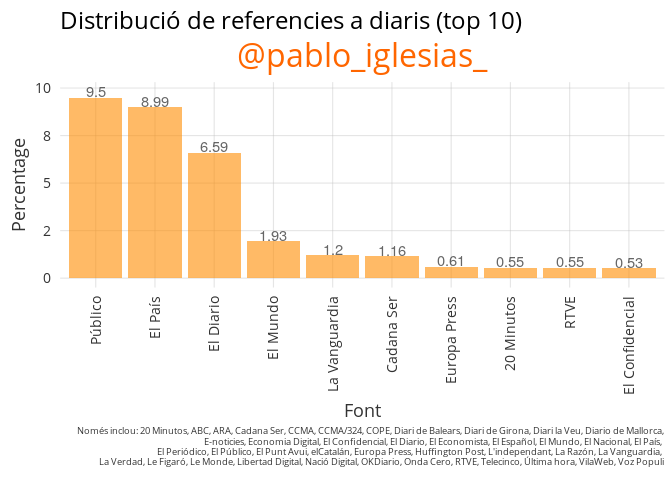 Distribució de referencies a diaris (top 10)
@pablo_iglesias_
Percentage
10
8
5
2
0
9.5
8.99
6.59
1.93
1.2
1.16
0.61
0.55
0.55
0.53
Público
El País
El Diario
El Mundo
La Vanguardia
Cadana Ser
Europa Press
20 Minutos
RTVE
El Confidencial
Font
Només inclou: 20 Minutos, ABC, ARA, Cadana Ser, CCMA, CCMA/324, COPE, Diari de Balears, Diari de Girona, Diari la Veu, Diario de Mallorca,
E-noticies, Economia Digital, El Confidencial, El Diario, El Economista, El Español, El Mundo, El Nacional, El País,
El Periódico, El Público, El Punt Avui, elCatalán, Europa Press, Huffington Post, L'independant, La Razón, La Vanguardia,
La Verdad, Le Figaró, Le Monde, Libertad Digital, Nació Digital, OKDiario, Onda Cero, RTVE, Telecinco, Última hora, VilaWeb, Voz Populi